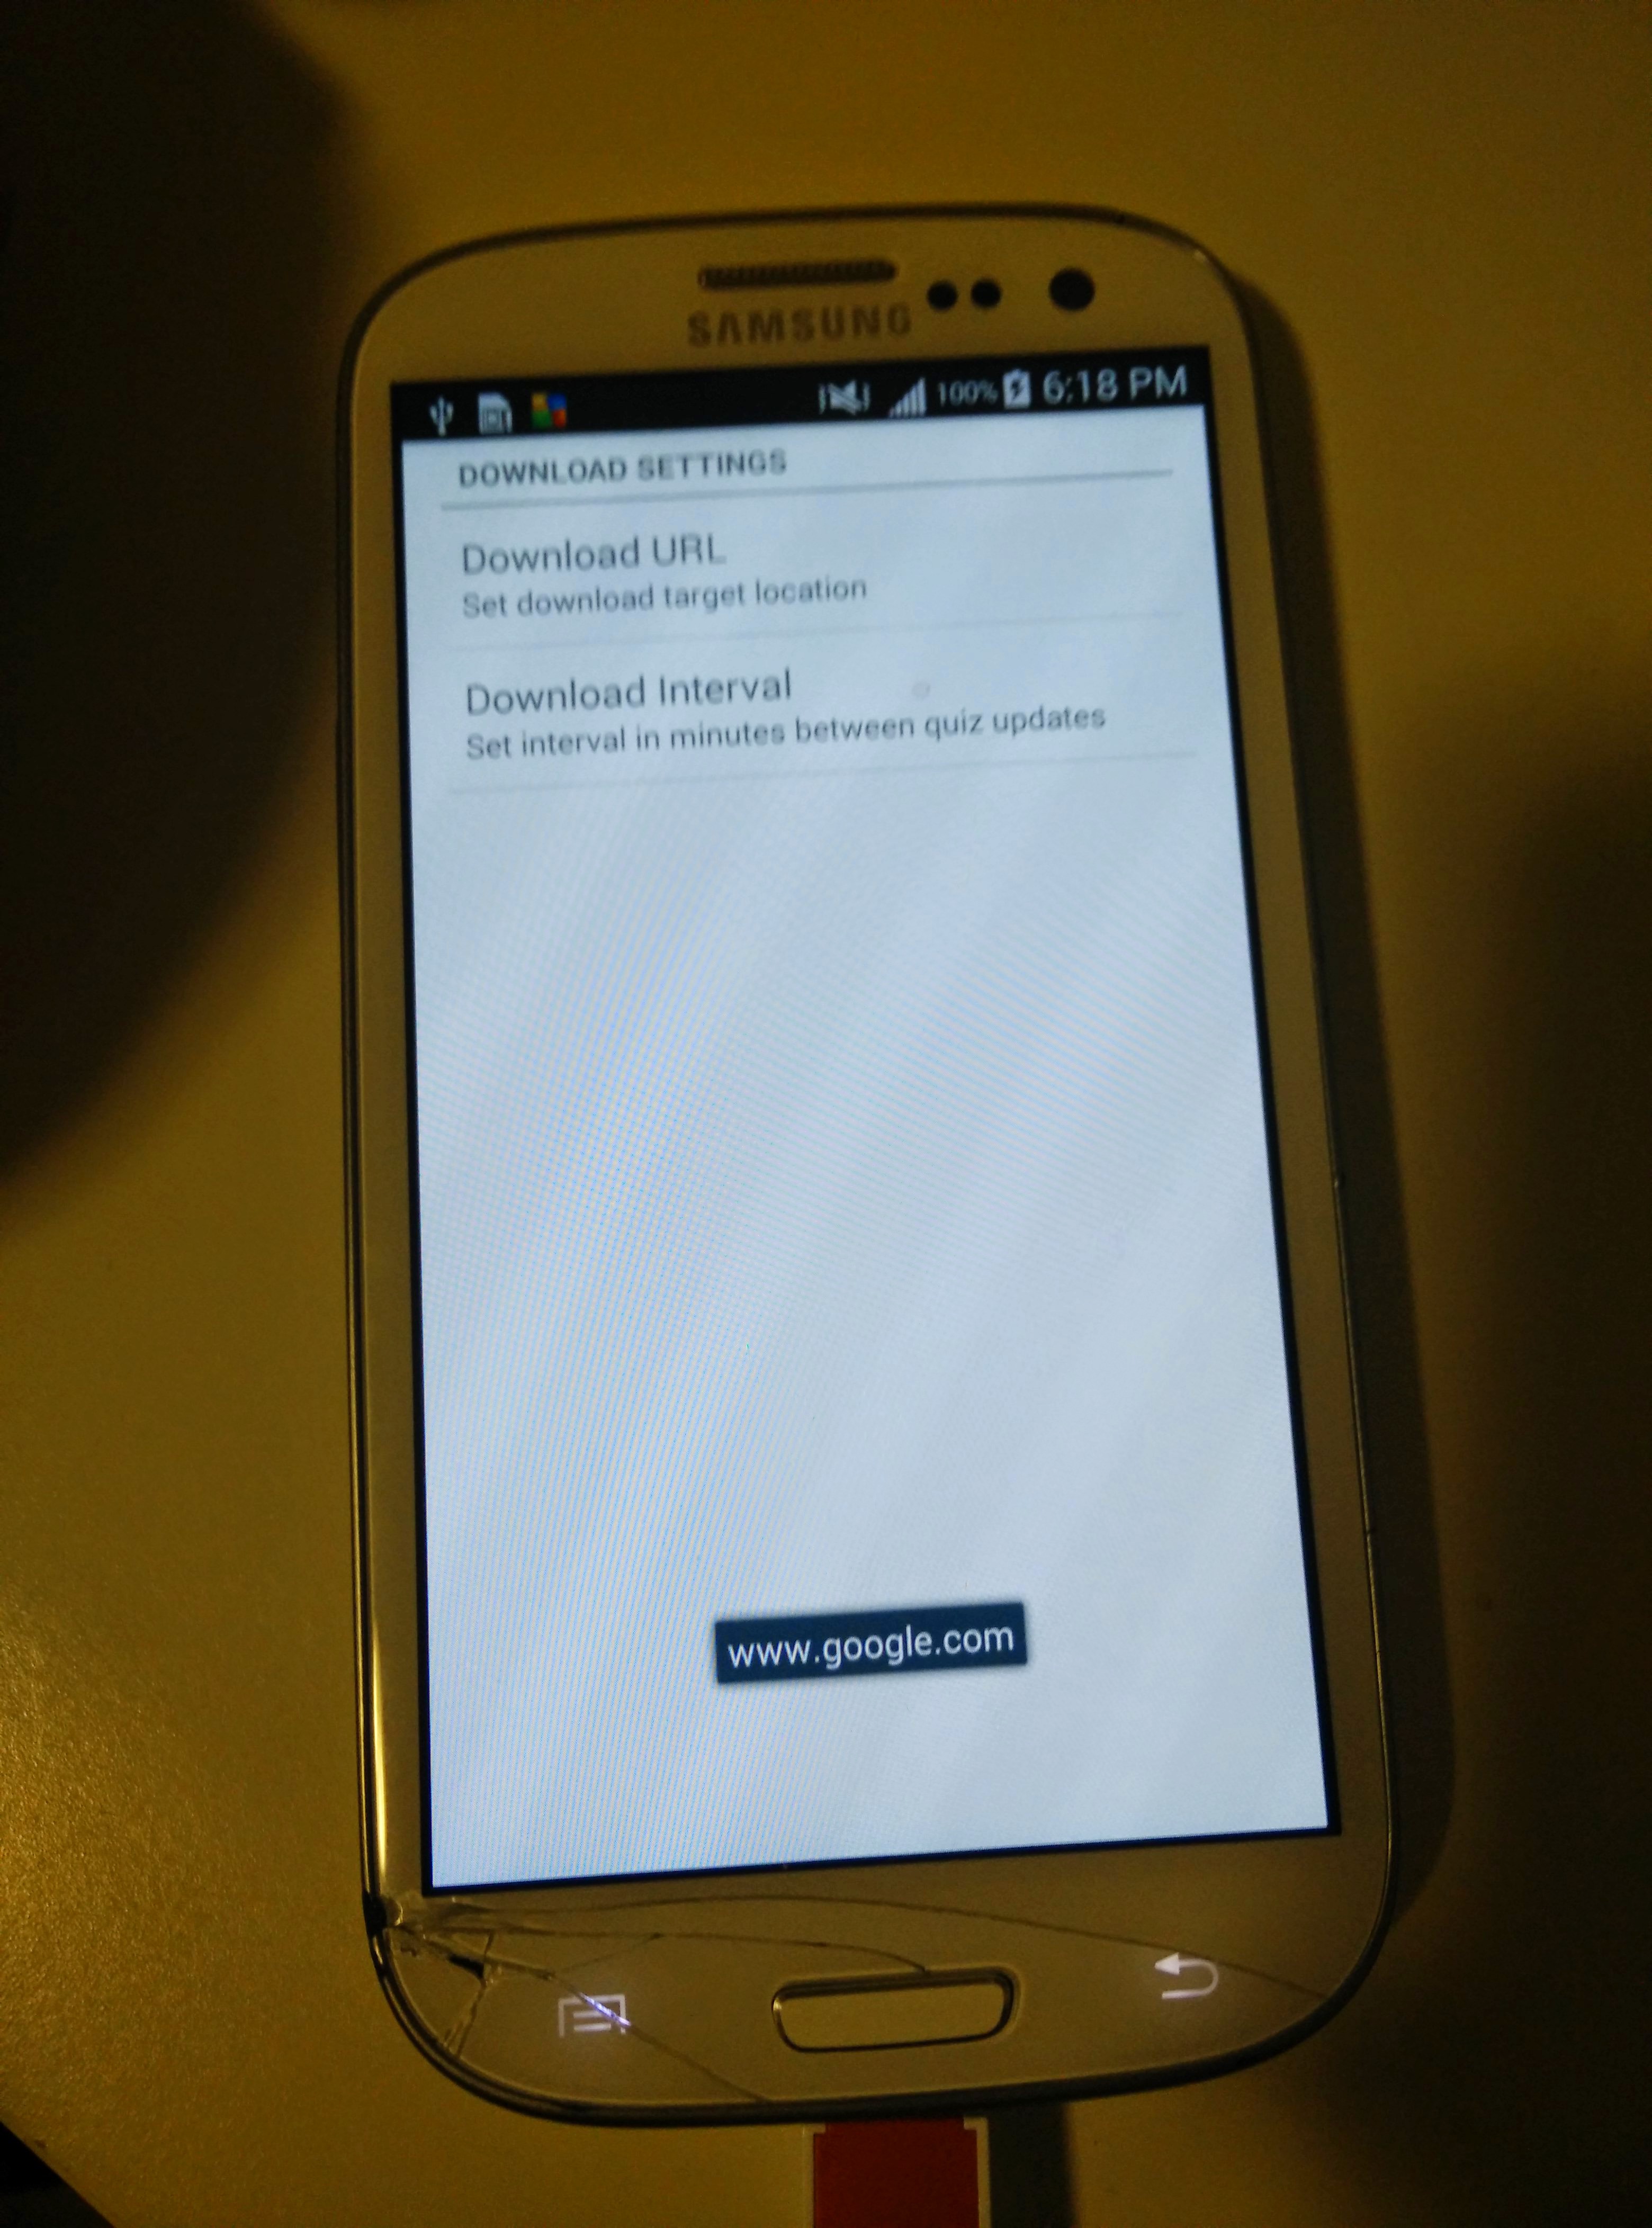 SAMSUNG
100% 6:18 PM
DOWNLOAD SETTINGS
Download URL
Set download target location
Download Interval
Set interval in minutes between quiz updates
www.google.com